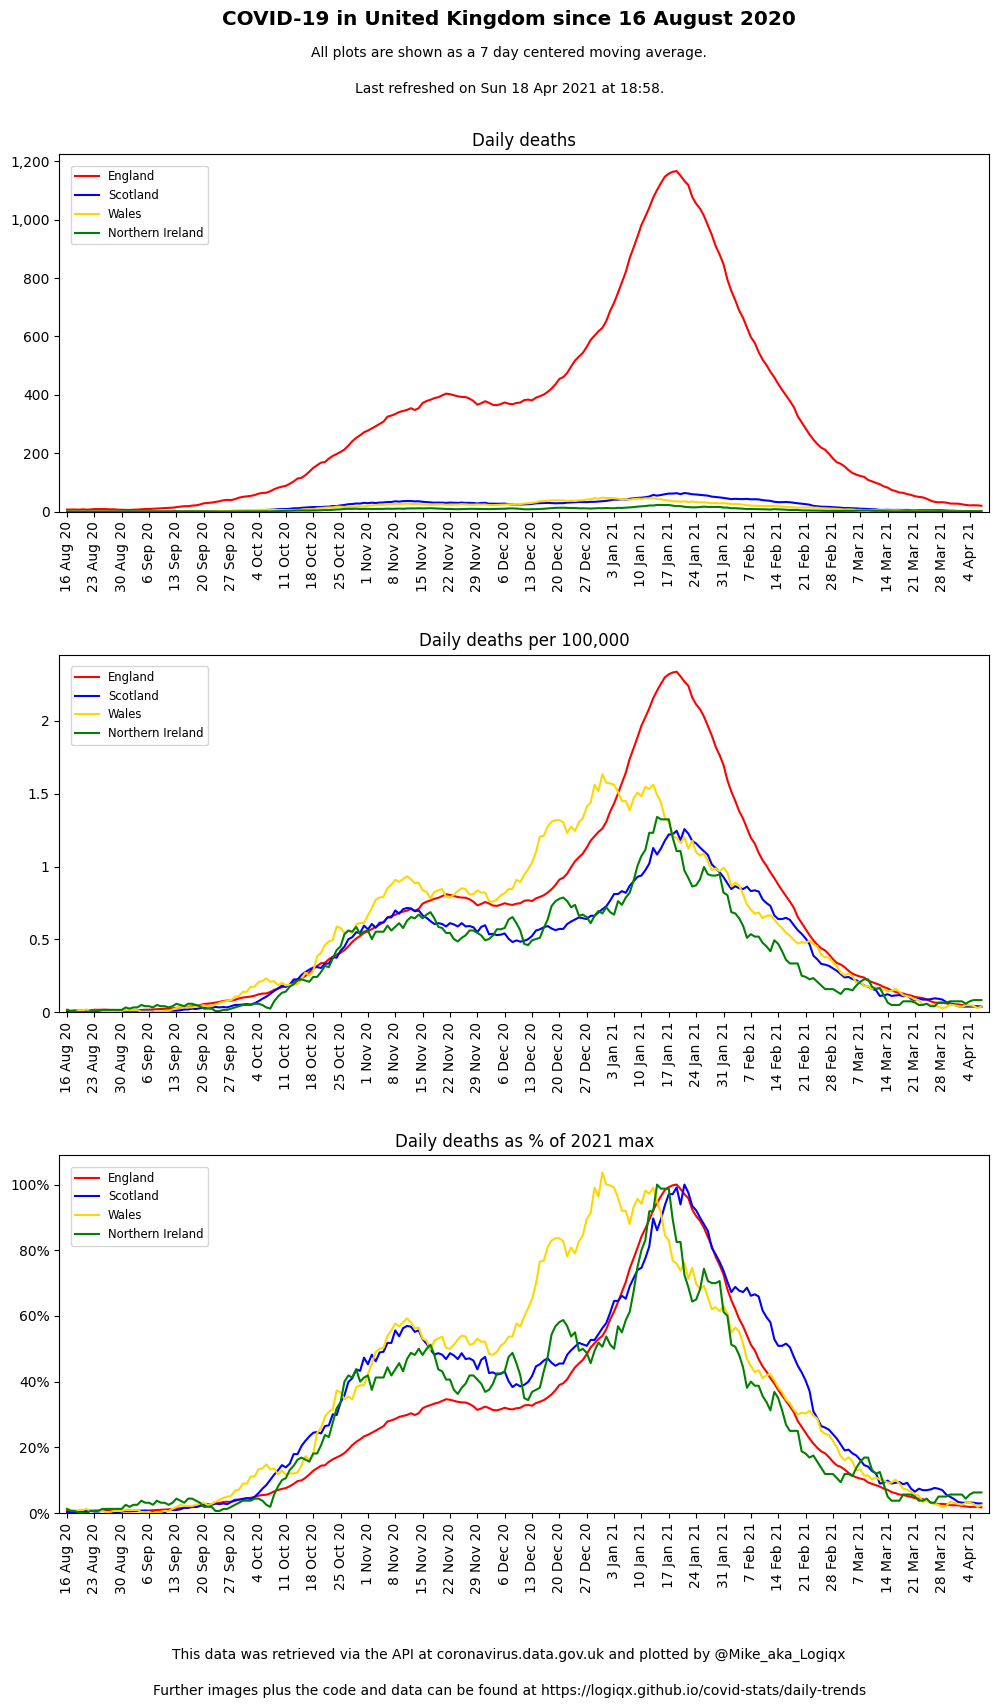 COVID-19 in United Kingdom since 16 August 2020
All plots are shown as a 7 day centered moving average.
Last refreshed on Sun 18 Apr 2021 at 18:58.
Daily deaths
1,200
1,000
800
600
400
200
0
England
Scotland
Wales
Northern Ireland
16 Aug 20
23 Aug 20
30 Aug 20
6 Sep 20
13 Sep 20
20 Sep 20
27 Sep 20
4 Oct 20
11 Oct 20
18 Oct 20
25 Oct 20
1 Nov 20
8 Nov 20
15 Nov 20
22 Nov 20
29 Nov 20
6 Dec 20
13 Dec 20
20 Dec 20
27 Dec 20
3 Jan 21
10 Jan 21
17 Jan 21
24 Jan 21
31 Jan 21
7 Feb 21
14 Feb 21
21 Feb 21
28 Feb 21
7 Mar 21
14 Mar 21
21 Mar 21
28 Mar 21
4 Apr 21
Daily deaths per 100,000
2
1.5
1
0.5
0
England
Scotland
Wales
Northern Ireland
16 Aug 20
23 Aug 20
30 Aug 20
6 Sep 20
13 Sep 20
20 Sep 20
27 Sep 20
4 Oct 20
11 Oct 20
18 Oct 20
25 Oct 20
1 Nov 20
8 Nov 20
15 Nov 20
22 Nov 20
29 Nov 20
6 Dec 20
13 Dec 20
20 Dec 20
27 Dec 20
3 Jan 21
10 Jan 21
17 Jan 21
24 Jan 21
31 Jan 21
7 Feb 21
14 Feb 21
21 Feb 21
28 Feb 21
7 Mar 21
14 Mar 21
21 Mar 21
28 Mar 21
4 Apr 21
Daily deaths as % of 2021 max
100%
80%
60%
40%
20%
0%
England
Scotland
Wales
Northern Ireland
16 Aug 20
23 Aug 20
30 Aug 20
6 Sep 20
13 Sep 20
20 Sep 20
27 Sep 20
4 Oct 20
11 Oct 20
18 Oct 20
25 Oct 20
1 Nov 20
8 Nov 20
15 Nov 20
22 Nov 20
29 Nov 20
6 Dec 20
13 Dec 20
20 Dec 20
27 Dec 20
3 Jan 21
10 Jan 21
17 Jan 21
24 Jan 21
31 Jan 21
7 Feb 21
14 Feb 21
21 Feb 21
28 Feb 21
7 Mar 21
14 Mar 21
21 Mar 21
28 Mar 21
4 Apr 21
This data was retrieved via the API at coronavirus.data.gov.uk and plotted by @Mike_aka_Logiqx
Further images plus the code and data can be found at https://logiqx.github.io/covid-stats/daily-trends